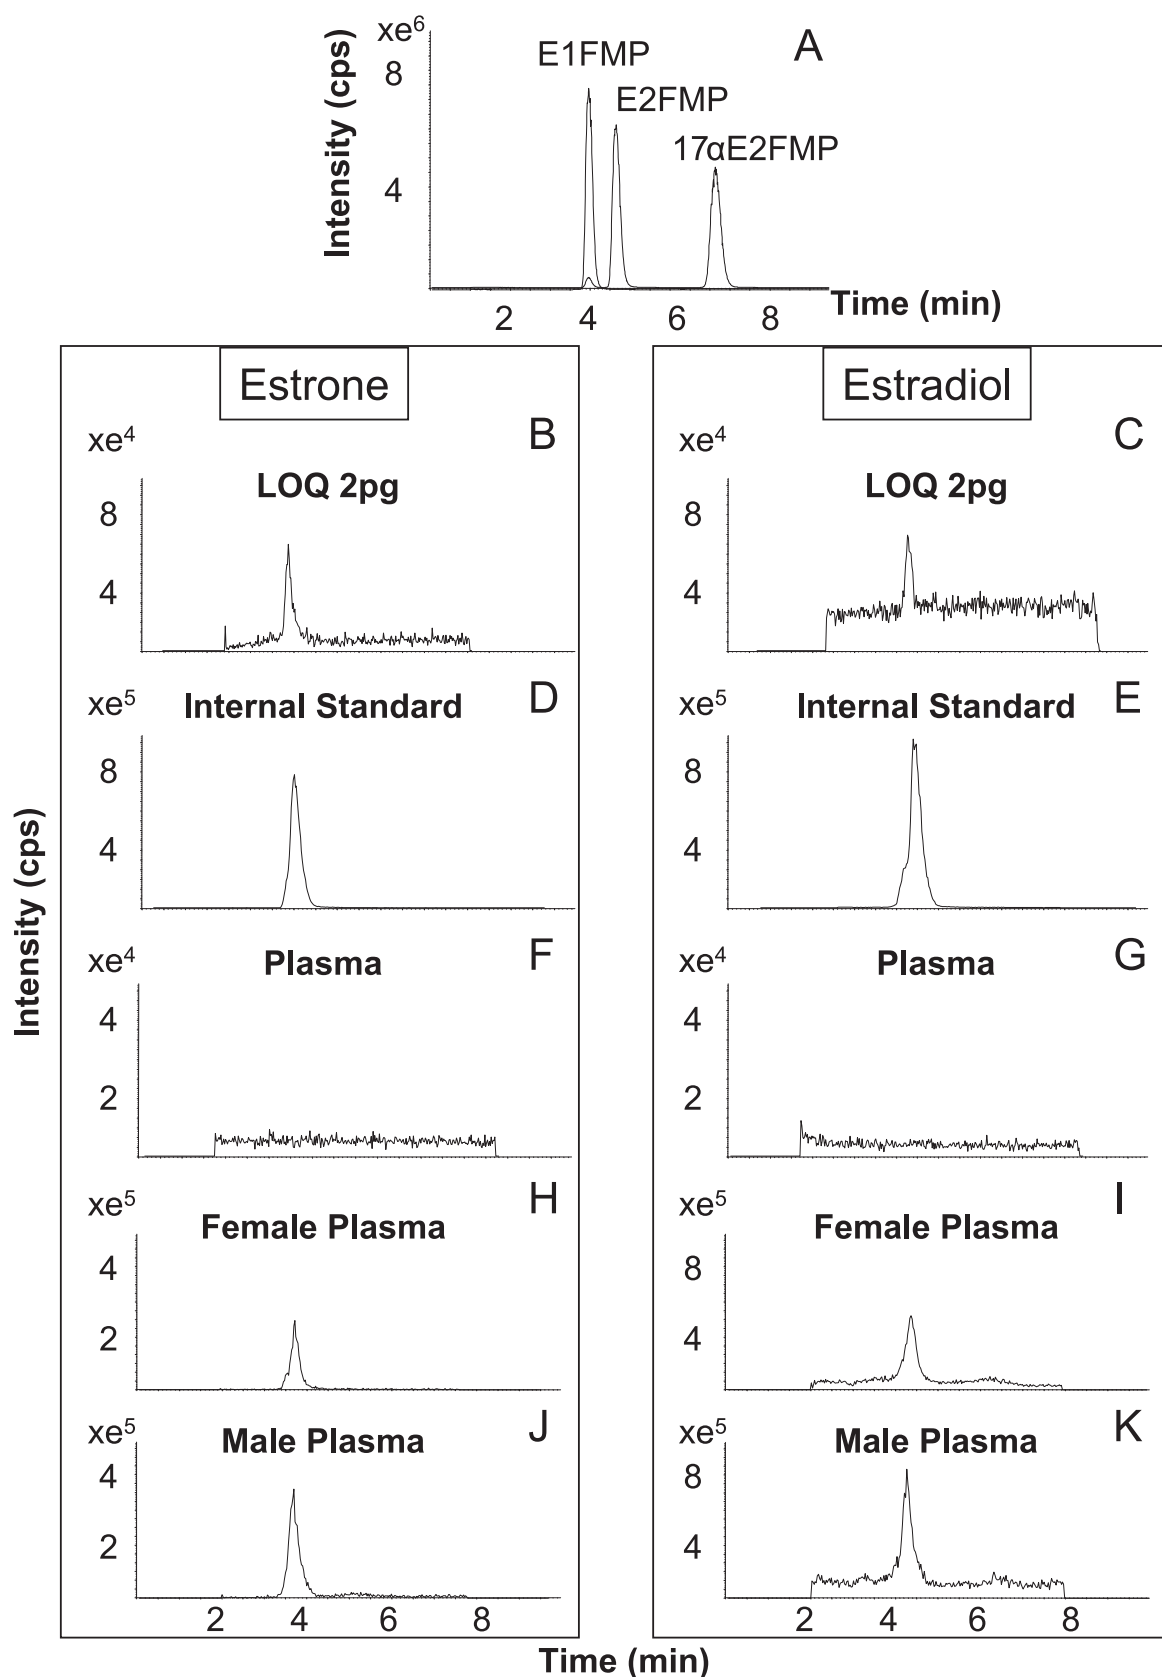 xe⁶
A
E1FMP
8
E2FMP
17αE2FMP
4
Intensity (cps)
2 4 6 8 Time (min)
Estrone
Estradiol
xe⁴ B
LOQ 2pg
8
4
xe⁴ C
LOQ 2pg
8
4
xe⁵ Internal Standard D
8
4
xe⁵ Internal Standard E
8
4
Intensity (cps)
xe⁴ Plasma F
4
2
xe⁴ Plasma G
4
2
xe⁵ H
Female Plasma
4
2
xe⁵ I
Female Plasma
8
4
xe⁵ Male Plasma J
4
2
2 4 6 8
xe⁵ Male Plasma K
8
4
2 4 6 8
Time (min)